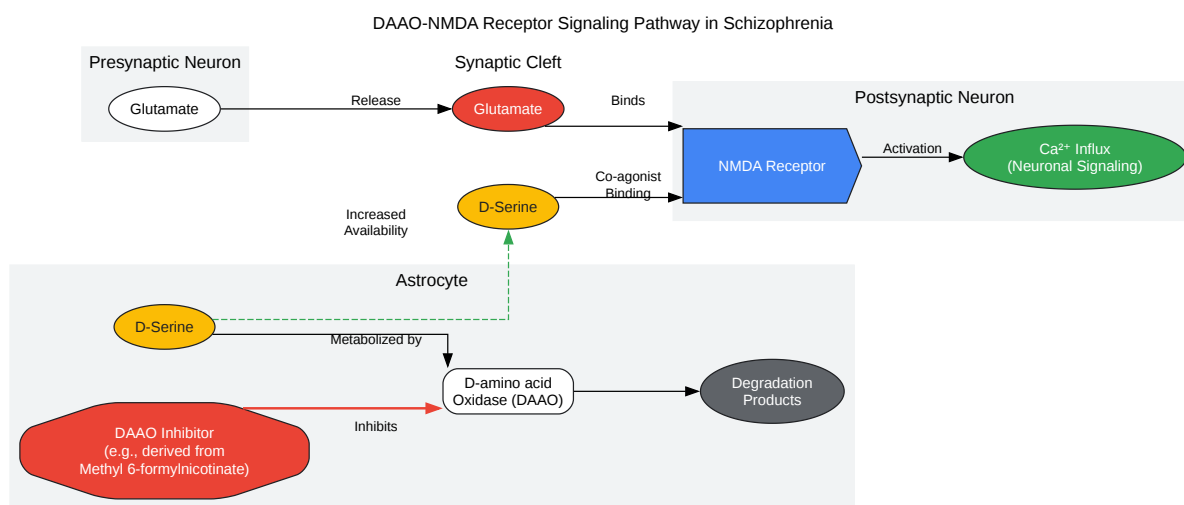 DAAO-NMDA Receptor Signaling Pathway in Schizophrenia
Presynaptic Neuron
Synaptic Cleft
Glutamate
Release
Glutamate
Binds
Postsynaptic Neuron
NMDA Receptor
Activation
Ca²⁺ Influx
(Neuronal Signaling)
Co-agonist
Binding
D-Serine
Increased
Availability
Astrocyte
D-Serine
Metabolized by
D-amino acid
Oxidase (DAAO)
Degradation
Products
DAAO Inhibitor
(e.g., derived from
Methyl 6-formylnicotinate)
Inhibits